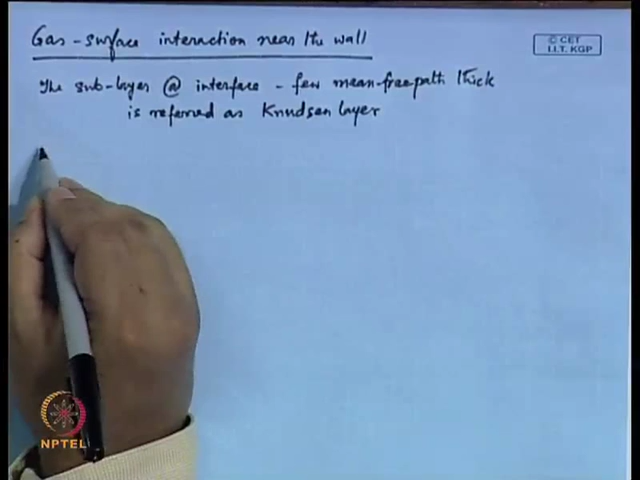 Gas-surface interaction near the wall
© CET
I.I.T. KGP
The sub-layer @ interface - few mean-free path thick
is referred as Knudsen layer
NPTEL